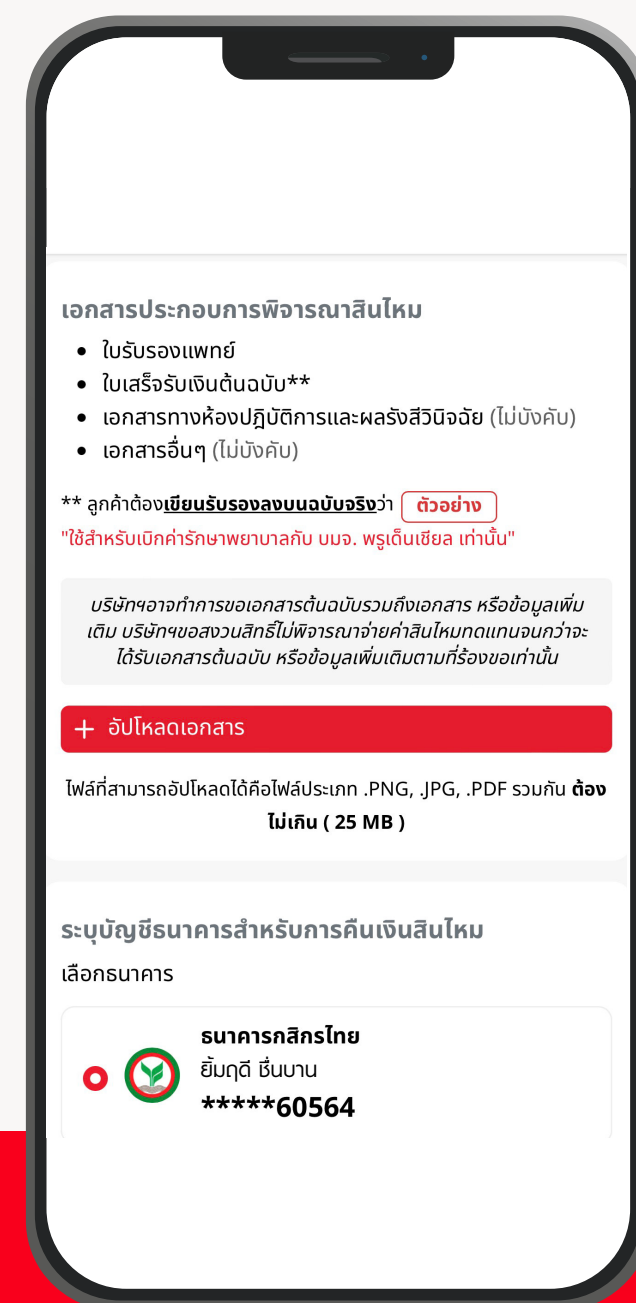 เอกสารประกอบการพิจารณาสินไหม
• ใบรับรองแพทย์
• ใบเสร็จรับเงินต้นฉบับ**
• เอกสารทางห้องปฎิบัติการและผลรังสีวินิจฉัย (ไม่บังคับ)
• เอกสารอื่นๆ (ไม่บังคับ)
** ลูกค้าต้องเขียนรับรองลงบนฉบับจริงว่า ตัวอย่าง
"ใช้สำหรับเบิกค่ารักษาพยาบาลกับ บมจ. พรูเด็นเชียล เท่านั้น"
บริษัทฯอาจทำการขอเอกสารต้นฉบับรวมถึงเอกสาร หรือข้อมูลเพิ่ม
เติม บริษัทฯขอสงวนสิทธิ์ไม่พิจารณาจ่ายค่าสินไหมทดแทนจนกว่าจะ
ได้รับเอกสารต้นฉบับ หรือข้อมูลเพิ่มเติมตามที่ร้องขอเท่านั้น
+ อัปโหลดเอกสาร
ไฟล์ที่สามารถอัปโหลดได้คือไฟล์ประเภท .PNG, .JPG, .PDF รวมกัน ต้อง
ไม่เกิน ( 25 MB )
ระบุบัญชีธนาคารสำหรับการคืนเงินสินไหม
เลือกธนาคาร
ธนาคารกสิกรไทย
ยิ้มฤดี ชื่นบาน
*****60564